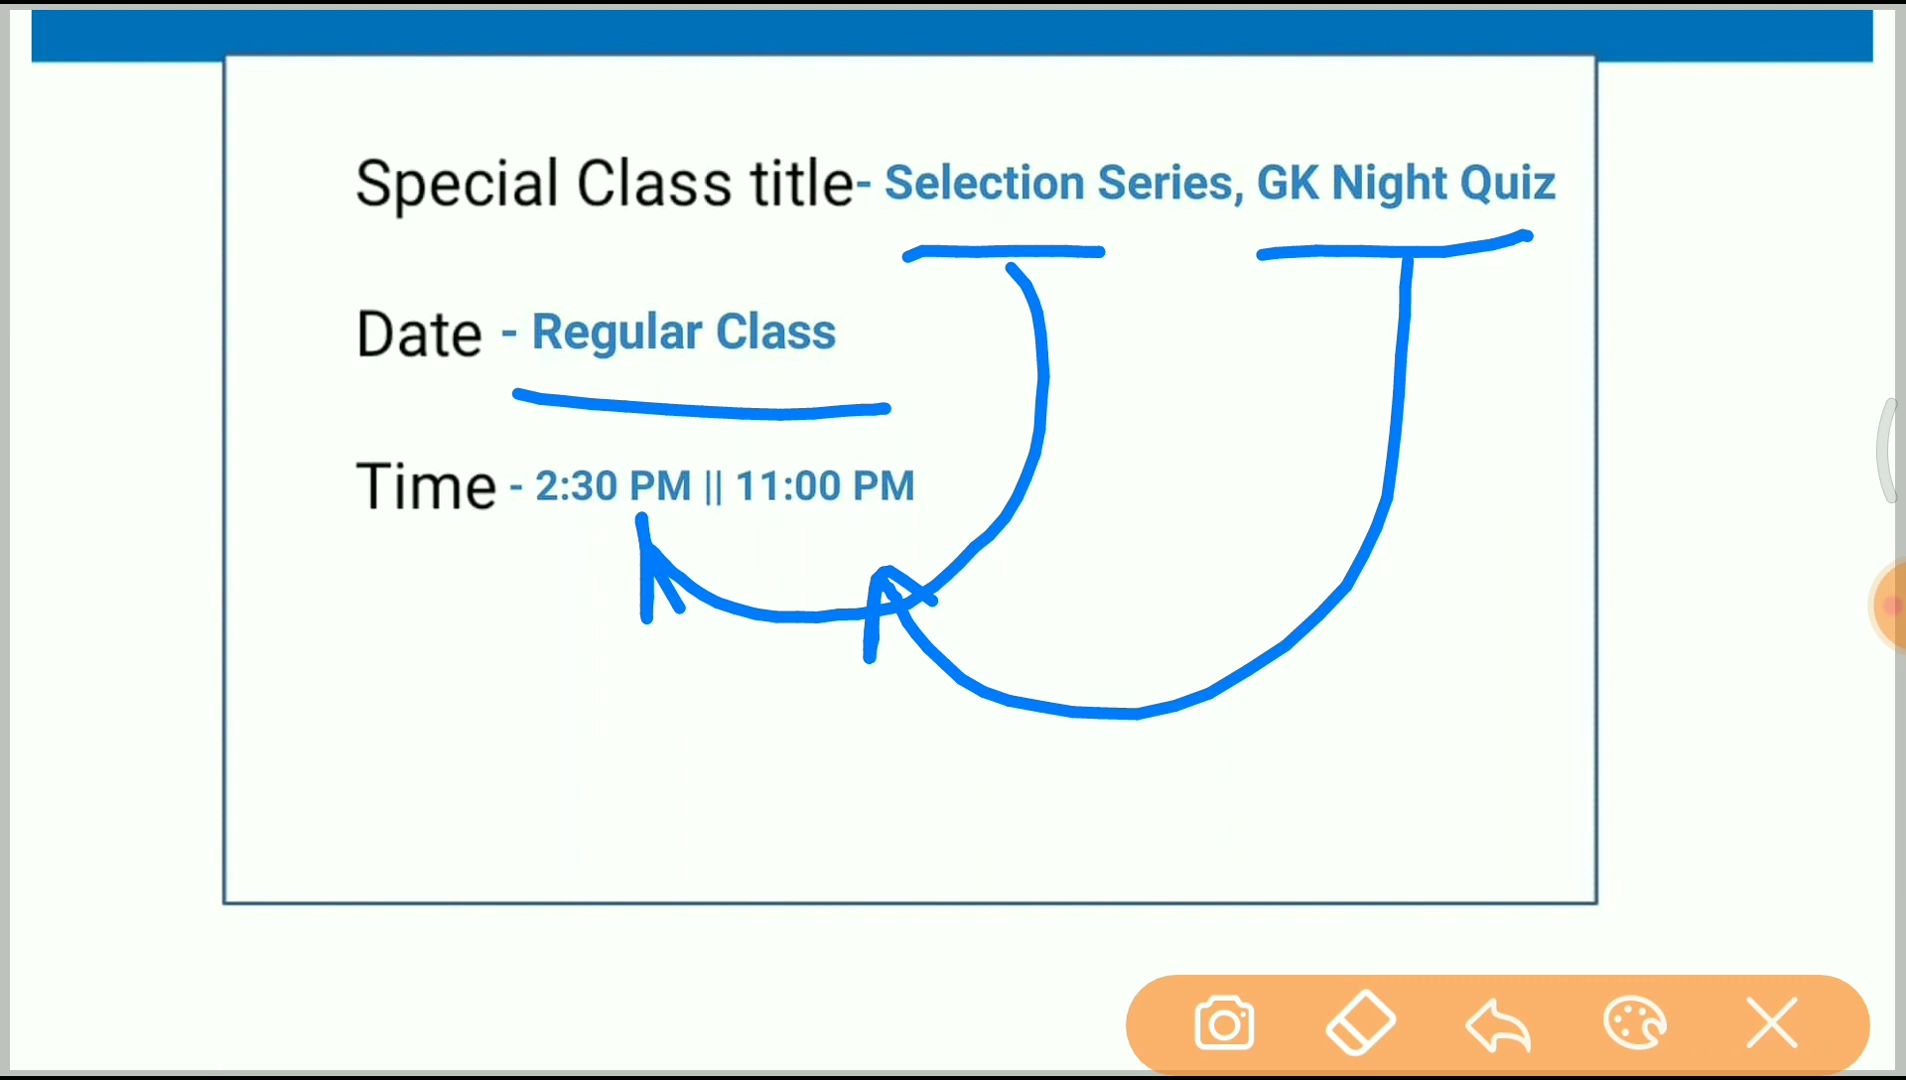 Special Class title- Selection Series, GK Night Quiz
Date - Regular Class
Time - 2:30 PM || 11:00 PM